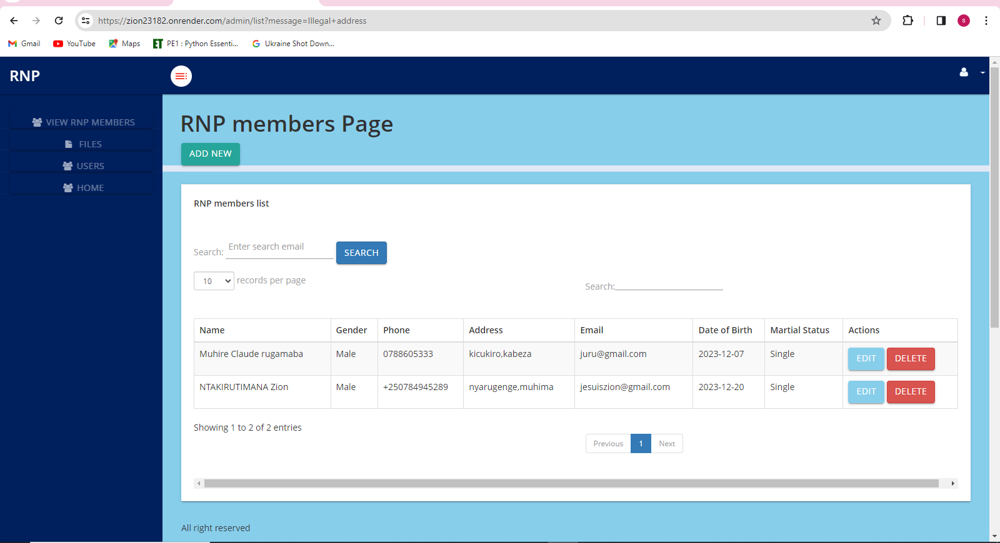 https://zion23182.onrender.com/admin/list?message=Illegal+address
S
Gmail YouTube Maps ET PE1 : Python Essenti... Ukraine Shot Down...
RNP
VIEW RNP MEMBERS
FILES
USERS
HOME
RNP members Page
ADD NEW
RNP members list
Search: Enter search email SEARCH
10 records per page
Search:
Name Gender Phone Address Email Date of Birth Martial Status Actions
Muhire Claude rugamaba Male 0788605333 kicukiro,kabeza juru@gmail.com 2023-12-07 Single EDIT DELETE
NTAKIRUTIMANA Zion Male +250784945289 nyarugenge,muhima jesuiszion@gmail.com 2023-12-20 Single EDIT DELETE
Showing 1 to 2 of 2 entries
Previous 1 Next
All right reserved